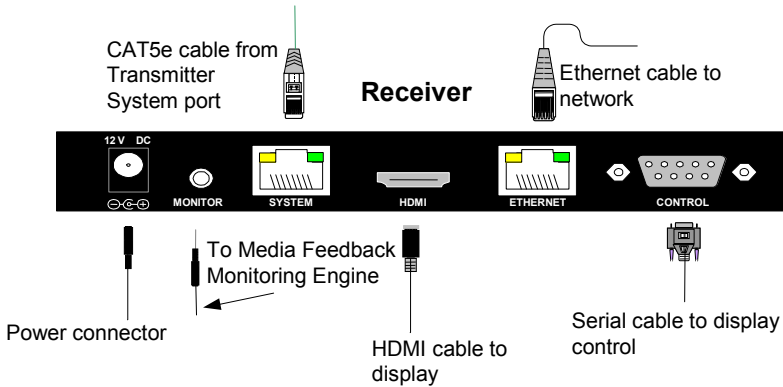 CAT5e cable from
Transmitter
System port
Receiver
Ethernet cable to
network
12 V DC
MONITOR
SYSTEM
HDMI
ETHERNET
CONTROL
To Media Feedback
Monitoring Engine
Power connector
HDMI cable to
display
Serial cable to display
control